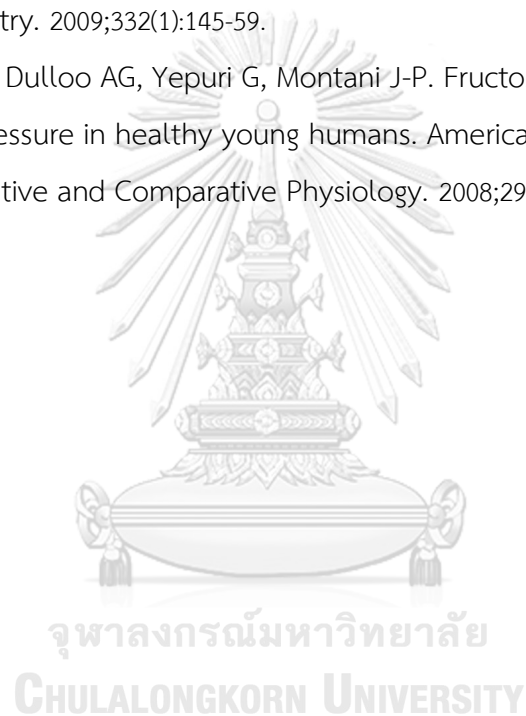 try. 2009;332(1):145-59.
Dulloo AG, Yepuri G, Montani J-P. Fructo
essure in healthy young humans. America
tive and Comparative Physiology. 2008;29
จุฬาลงกรณ์มหาวิทยาลัย
CHULALONGKORN UNIVERSITY